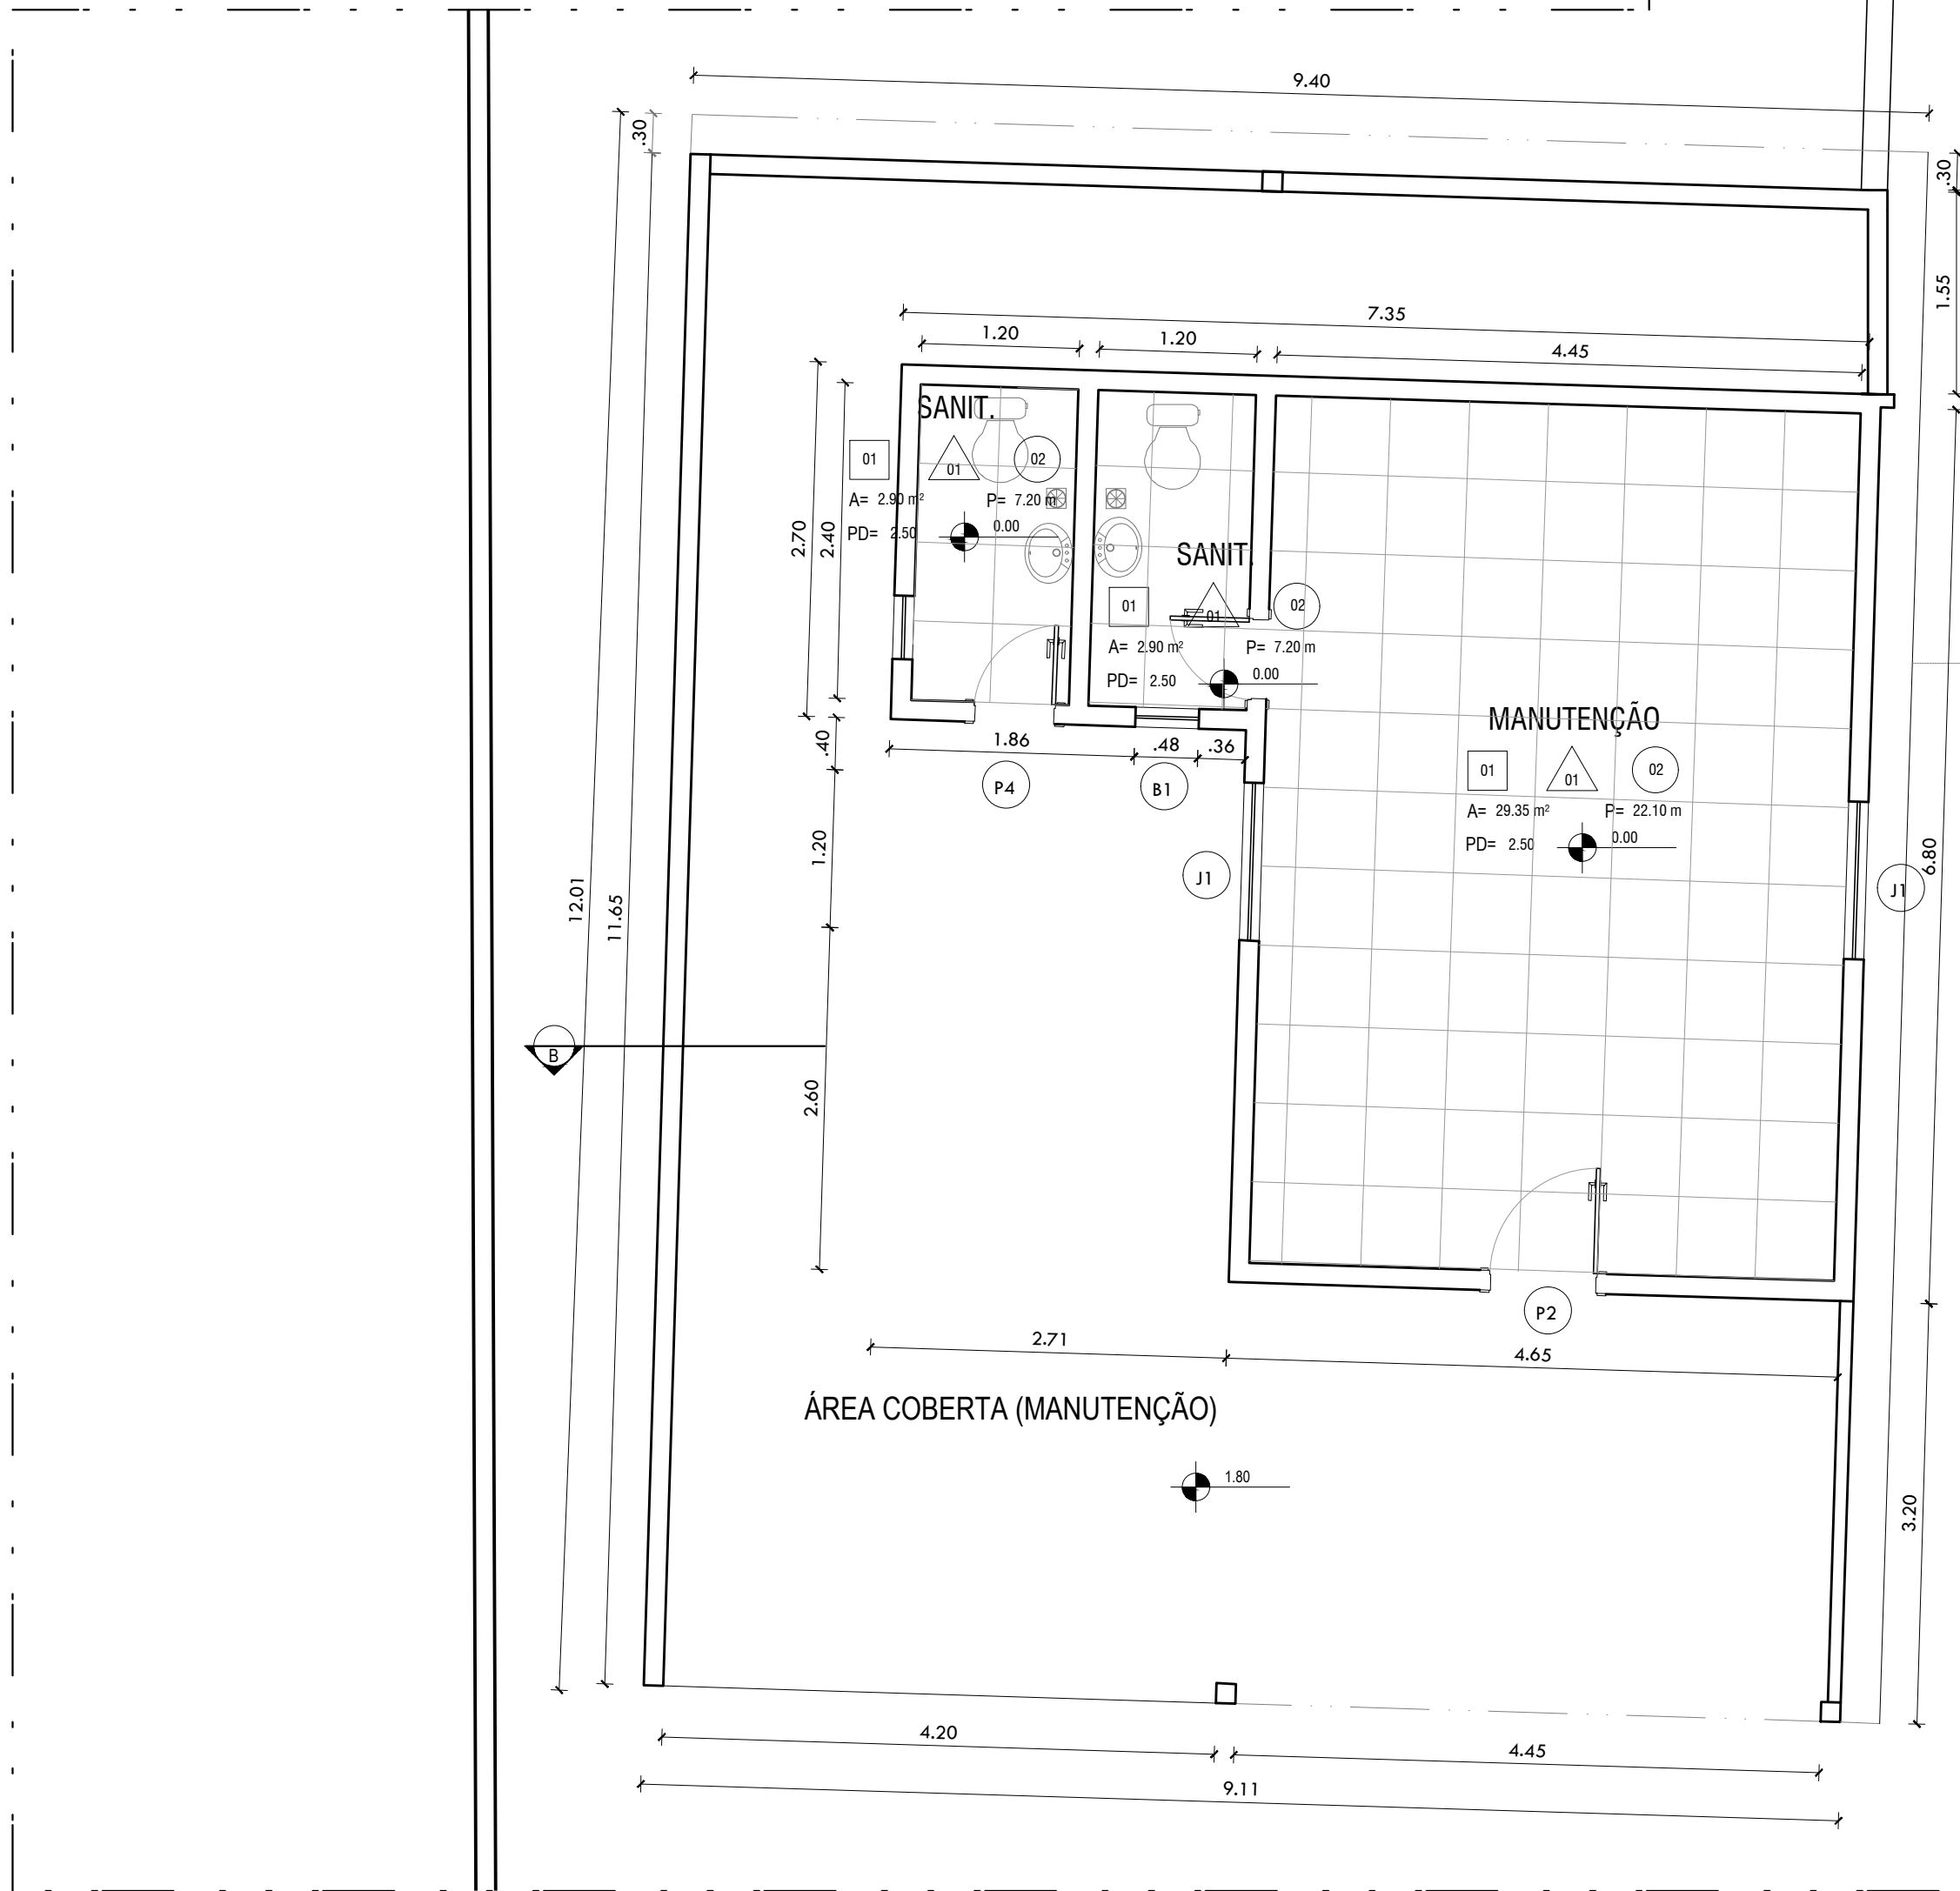 9.40
.30
.30
1.55
7.35
1.20
1.20
4.45
SANIT.
01
01
02
A= 2.90 m²
P= 7.20 m
PD= 2.50
0.00
2.70
2.40
SANIT.
01
01
02
A= 2.90 m²
P= 7.20 m
PD= 2.50
0.00
MANUTENÇÃO
01
01
02
A= 29.35 m²
P= 22.10 m
PD= 2.50
0.00
.40
1.86
.48
.36
P4
B1
1.20
J1
J1
6.80
12.01
11.65
B
2.60
P2
2.71
4.65
ÁREA COBERTA (MANUTENÇÃO)
1.80
3.20
4.20
4.45
9.11